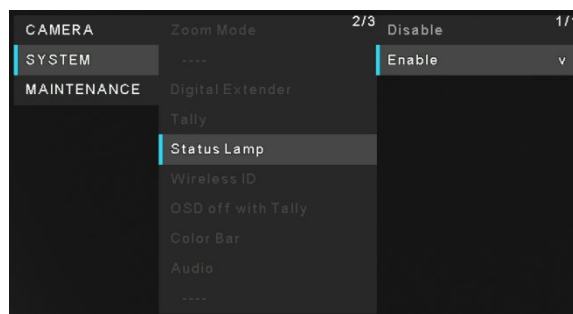 CAMERA
SYSTEM
MAINTENANCE
Zoom Mode
2/3
----
Digital Extender
Tally
Status Lamp
Wireless ID
OSD off with Tally
Color Bar
Audio
----
Disable
Enable v